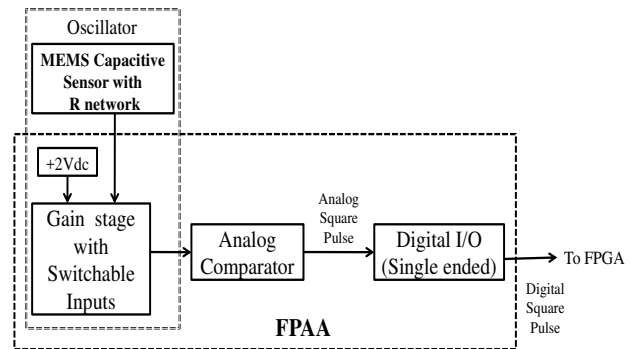 Oscillator
MEMS Capacitive
Sensor with
R network
+2Vdc
Gain stage
with
Switchable
Inputs
Analog
Comparator
Analog
Square
Pulse
Digital I/O
(Single ended)
To FPGA
Digital
Square
Pulse
FPAA